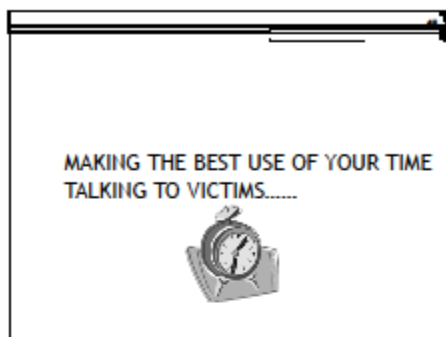 MAKING THE BEST USE OF YOUR TIME
TALKING TO VICTIMS......